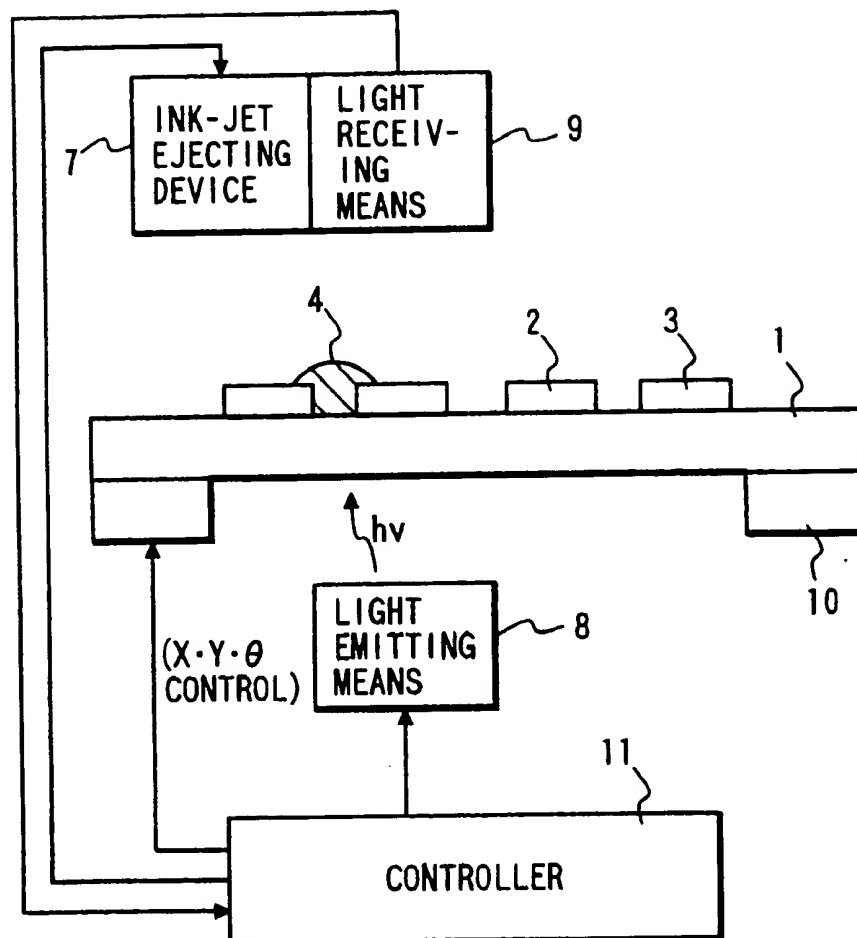 INK-JET
EJECTING
DEVICE
LIGHT
RECEIV-
ING
MEANS
7
9
4
2
3
1
hν
10
LIGHT
EMITTING
MEANS
8
(X·Y·θ
CONTROL)
11
CONTROLLER